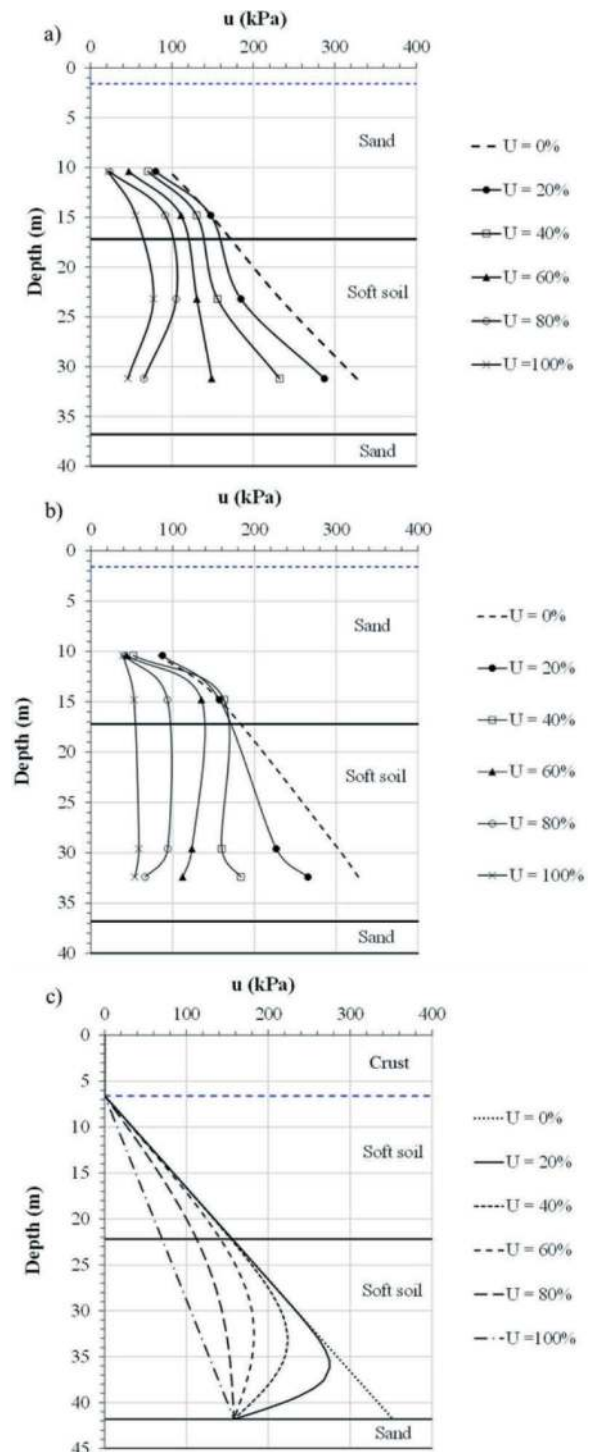 a)
u (kPa)
0 100 200 300 400
0
5
10
15
20
25
30
35
40
Depth (m)
Sand
Soft soil
Sand
U = 0%
U = 20%
U = 40%
U = 60%
U = 80%
U =100%
b)
u (kPa)
0 100 200 300 400
0
5
10
15
20
25
30
35
40
Depth (m)
Sand
Soft soil
Sand
U = 0%
U = 20%
U = 40%
U = 60%
U = 80%
U = 100%
c)
u (kPa)
0 100 200 300 400
0
5
10
15
20
25
30
35
40
45
Depth (m)
Crust
Soft soil
Soft soil
Sand
U = 0%
U = 20%
U = 40%
U = 60%
U = 80%
U =100%